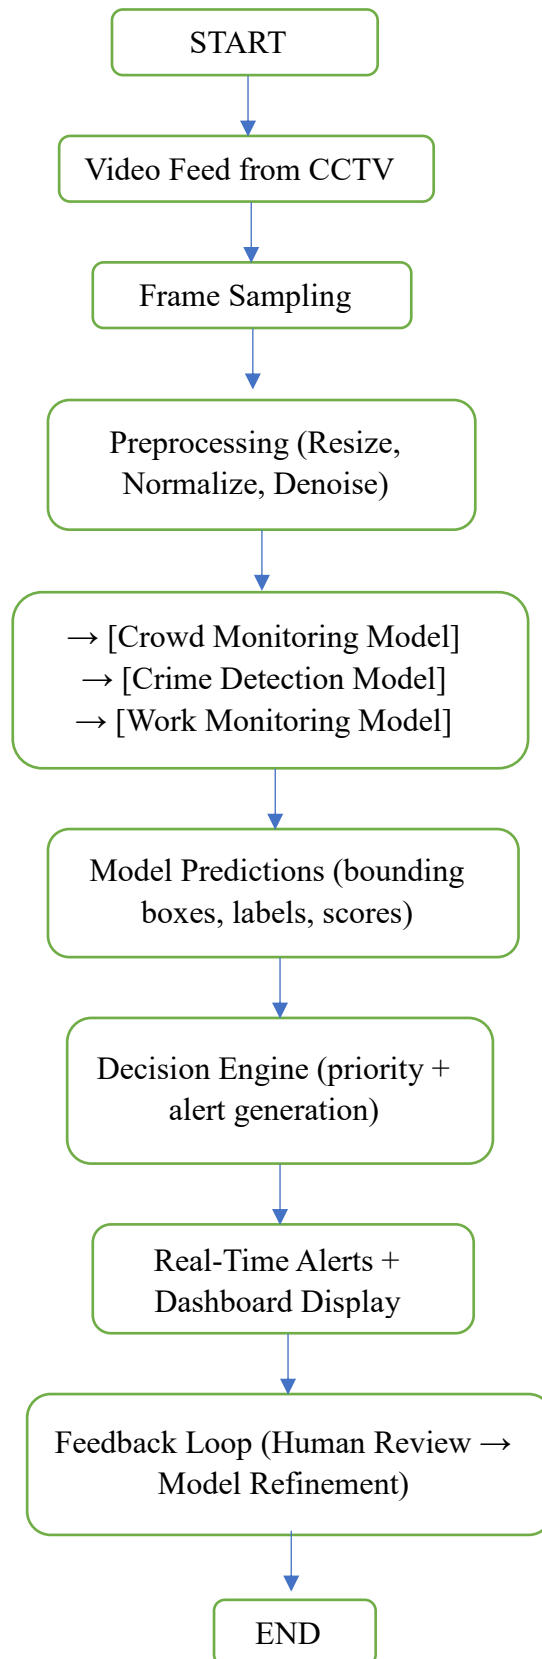 START
Video Feed from CCTV
Frame Sampling
Preprocessing (Resize,
Normalize, Denoise)
→ [Crowd Monitoring Model]
→ [Crime Detection Model]
→ [Work Monitoring Model]
Model Predictions (bounding
boxes, labels, scores)
Decision Engine (priority +
alert generation)
Real-Time Alerts +
Dashboard Display
Feedback Loop (Human Review →
Model Refinement)
END